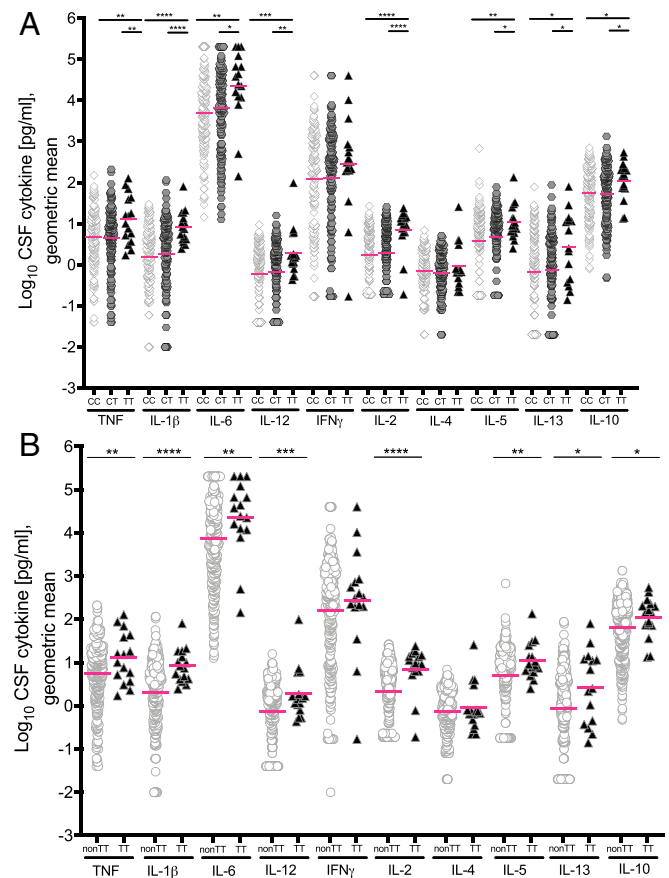 A
** **** ** *** **** ** * *
** **** * ** **** * * *
6
5
4
3
2
1
0
-1
-2
-3
Log10 CSF cytokine [pg/ml],
geometric mean
CC CT TT CC CT TT CC CT TT CC CT TT CC CT TT CC CT TT CC CT TT CC CT TT CC CT TT CC CT TT
TNF IL-1β IL-6 IL-12 IFNγ IL-2 IL-4 IL-5 IL-13 IL-10
B
** **** ** *** **** ** * *
6
5
4
3
2
1
0
-1
-2
-3
Log10 CSF cytokine [pg/ml],
geometric mean
nonTT TT nonTT TT nonTT TT nonTT TT nonTT TT nonTT TT nonTT TT nonTT TT nonTT TT nonTT TT
TNF IL-1β IL-6 IL-12 IFNγ IL-2 IL-4 IL-5 IL-13 IL-10